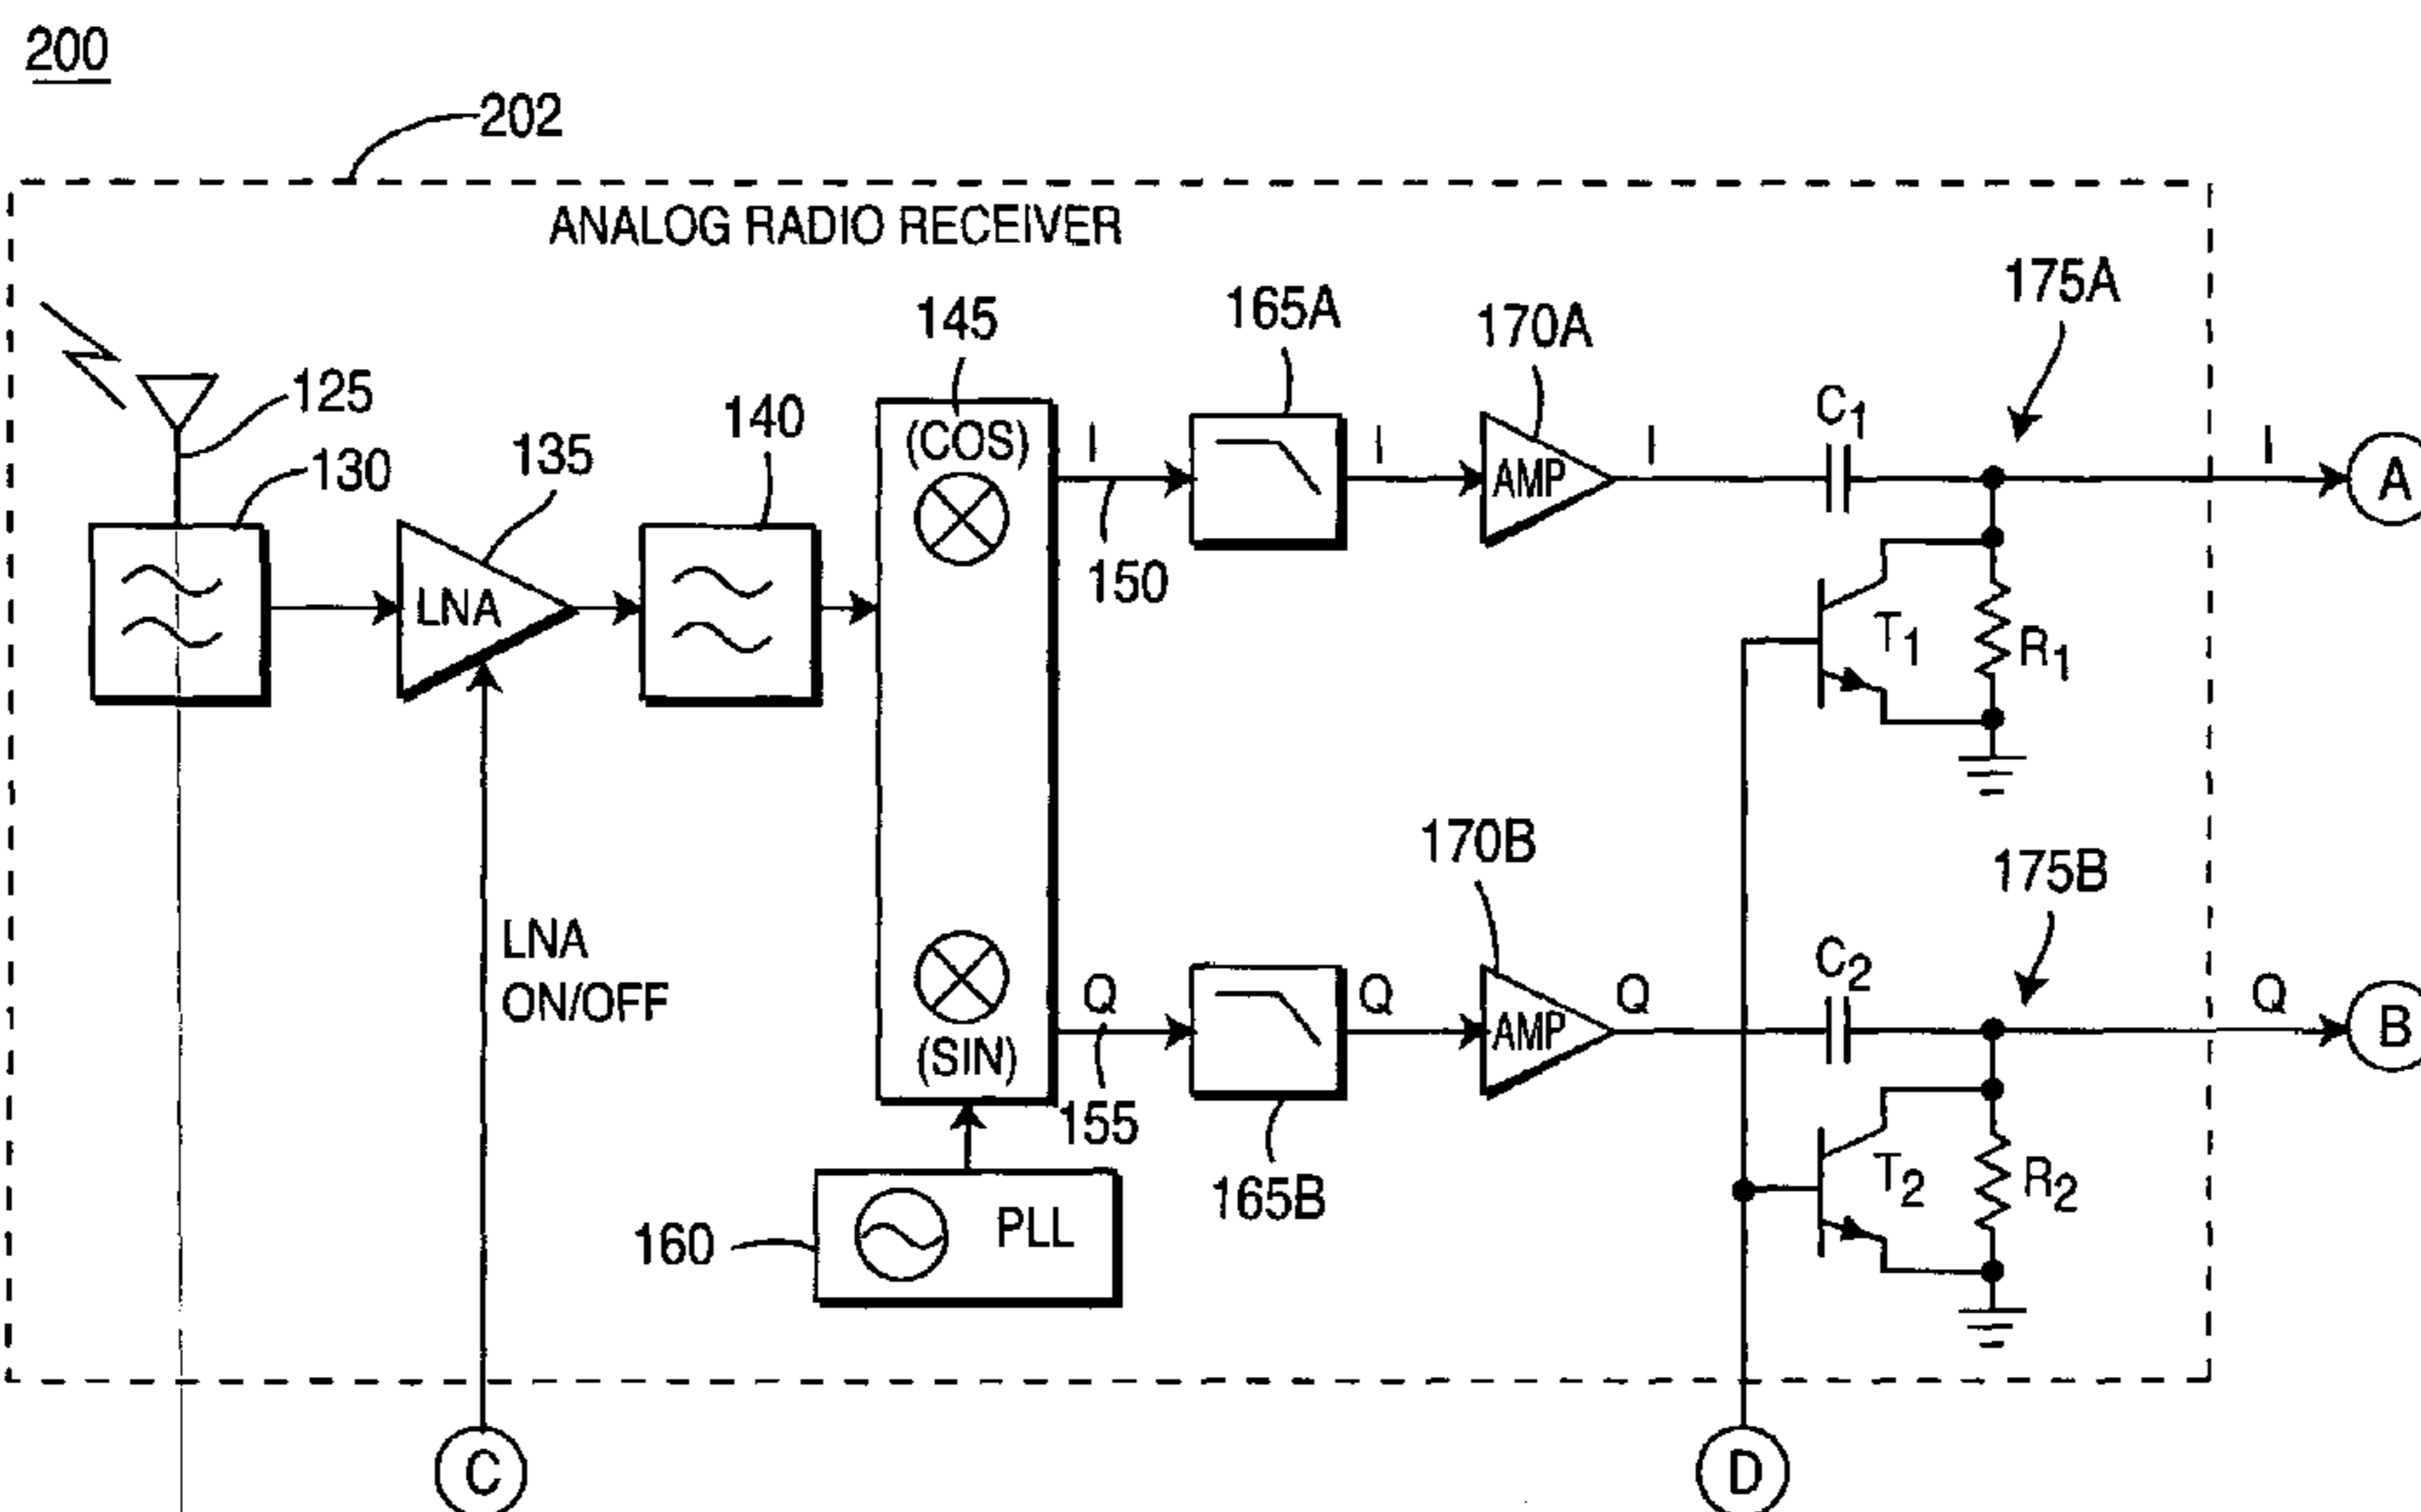 200
202
ANALOG RADIO RECEIVER
125
130
135
LNA
140
145
(COS)
(SIN)
I
150
Q
155
160
PLL
165A
I
170A
AMP
I
C1
175A
I
A
T1
R1
165B
Q
170B
AMP
Q
C2
175B
Q
B
T2
R2
LNA
ON/OFF
C
D